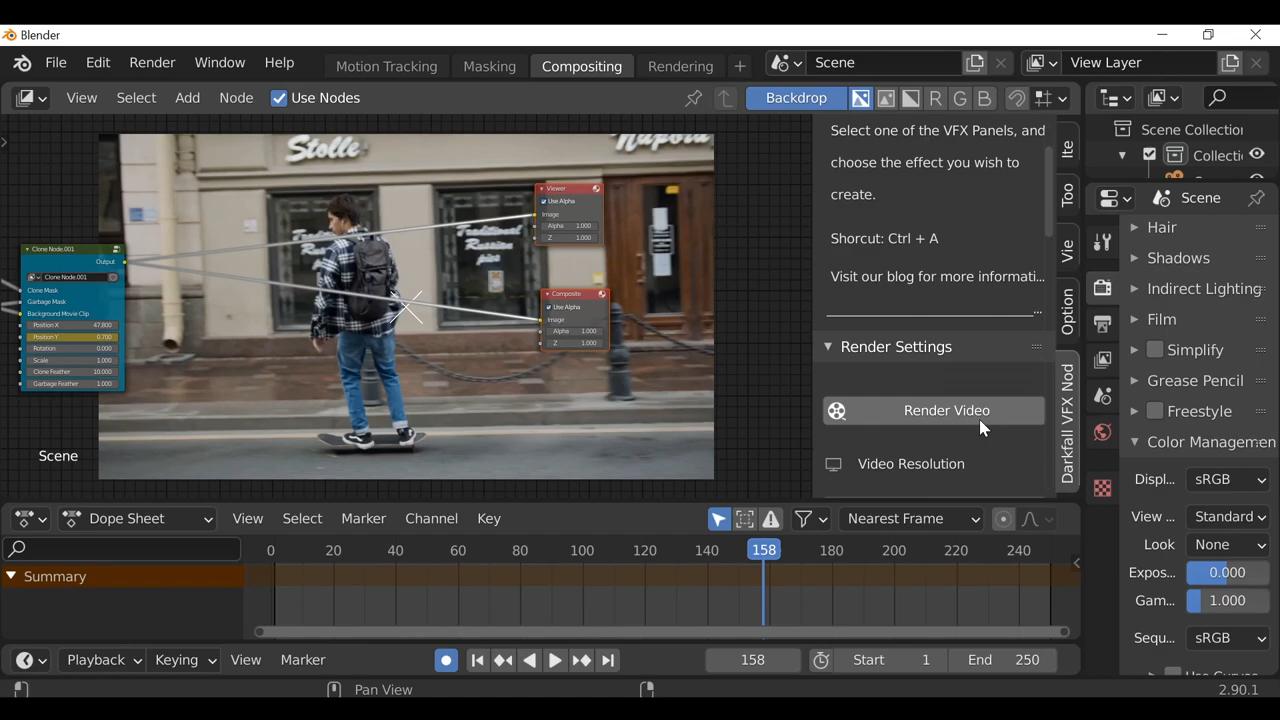 Blender
File Edit Render Window Help Motion Tracking Masking Compositing Rendering + Scene View Layer
View Select Add Node Use Nodes Backdrop R G B
Select one of the VFX Panels, and
choose the effect you wish to
create.
Shorcut: Ctrl + A
Visit our blog for more informati...
...
Render Settings
Render Video
Video Resolution
Ite
Too
Vie
Option
Darkfall VFX Nod
Stolle
Traditional
Russian
pies
Traditional
Russian
pies
Clone Node.001
Output
Clone Node.001
Clone Mask
Garbage Mask
Background Movie Clip
Position X 47.800
Position Y 0.700
Rotation 0.000
Scale 1.000
Clone Feather 10.000
Garbage Feather 1.000
Viewer
Use Alpha
Image
Alpha 1.000
Z 1.000
Composite
Use Alpha
Image
Alpha 1.000
Z 1.000
Scene
Scene Collection
Collecti
Scene
Hair
Shadows
Indirect Lighting
Film
Simplify
Grease Pencil
Freestyle
Color Managemen
Displ... sRGB
View ... Standard
Look None
Expos... 0.000
Gam... 1.000
Sequ... sRGB
Dope Sheet View Select Marker Channel Key Nearest Frame
0 20 40 60 80 100 120 140 158 180 200 220 240
Summary
Playback Keying View Marker 158 Start 1 End 250
Pan View 2.90.1